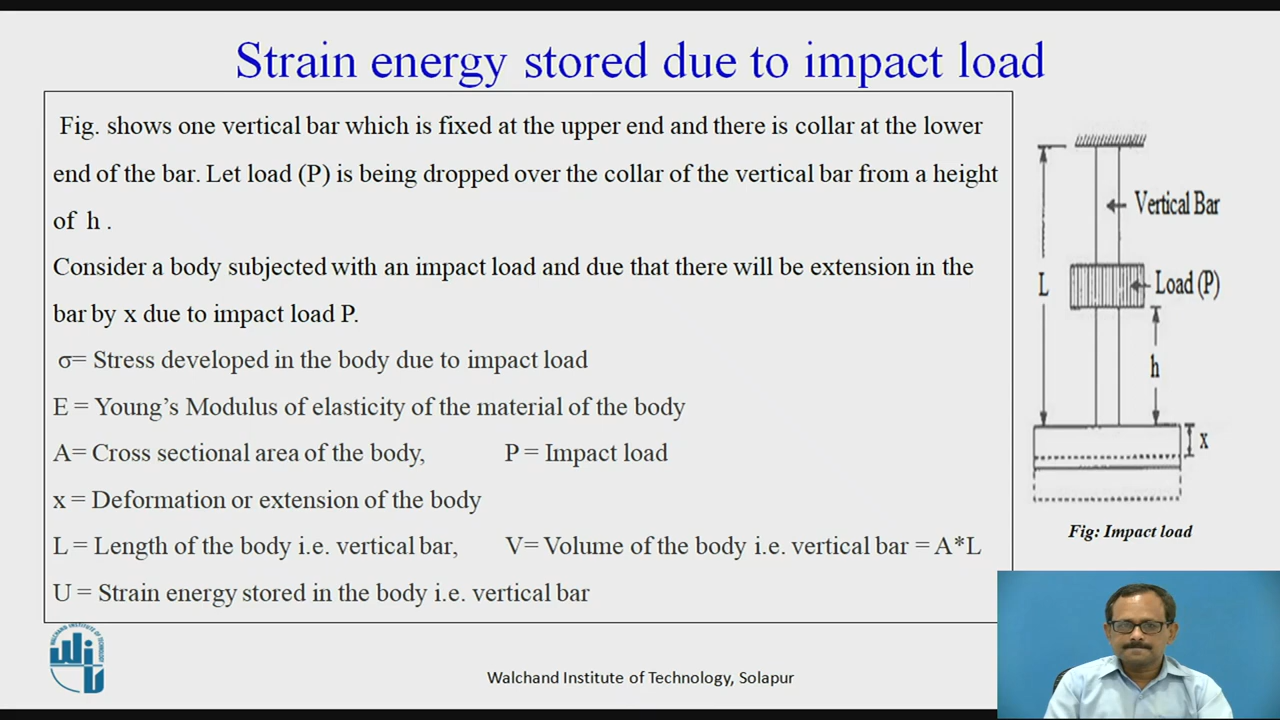 Strain energy stored due to impact load
Fig. shows one vertical bar which is fixed at the upper end and there is collar at the lower
end of the bar. Let load (P) is being dropped over the collar of the vertical bar from a height
of h .
Consider a body subjected with an impact load and due that there will be extension in the
bar by x due to impact load P.
σ= Stress developed in the body due to impact load
E = Young’s Modulus of elasticity of the material of the body
A= Cross sectional area of the body, P = Impact load
x = Deformation or extension of the body
L = Length of the body i.e. vertical bar, V= Volume of the body i.e. vertical bar = A*L
U = Strain energy stored in the body i.e. vertical bar
Vertical Bar
L
Load (P)
h
x
Fig: Impact load
WALCHAND INSTITUTE OF TECHNOLOGY
WIT
Walchand Institute of Technology, Solapur